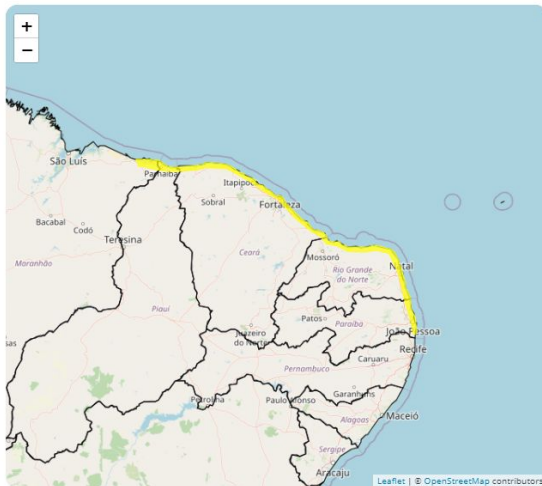 +
−
São Luís
Parnaíba
Itapipoca
Sobral
Fortaleza
Bacabal
Codó
Teresina
Maranhão
Ceará
Mossoró
Rio Grande
do Norte
Natal
Piauí
Patos
Paraíba
João Pessoa
Juazeiro
do Norte
Recife
Caruaru
Pernambuco
Petrolina
Paulo Afonso
Garanhuns
Alagoas
Maceió
Sergipe
Aracaju
Leaflet | © OpenStreetMap contributors